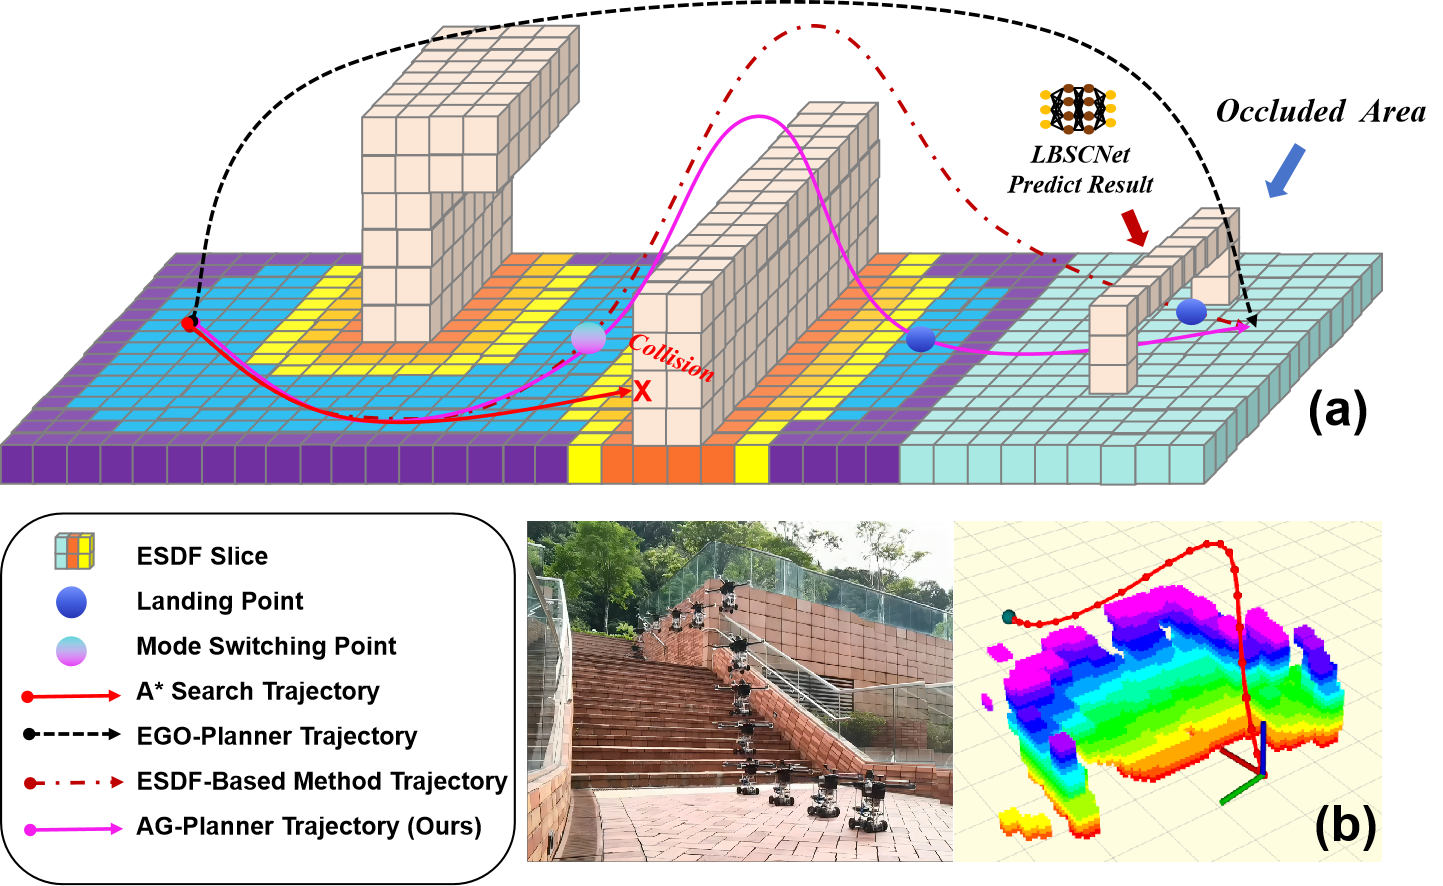 Occluded Area
LBSCNet
Predict Result
Collision
X
(a)
ESDF Slice
Landing Point
Mode Switching Point
A* Search Trajectory
EGO-Planner Trajectory
ESDF-Based Method Trajectory
AG-Planner Trajectory (Ours)
(b)